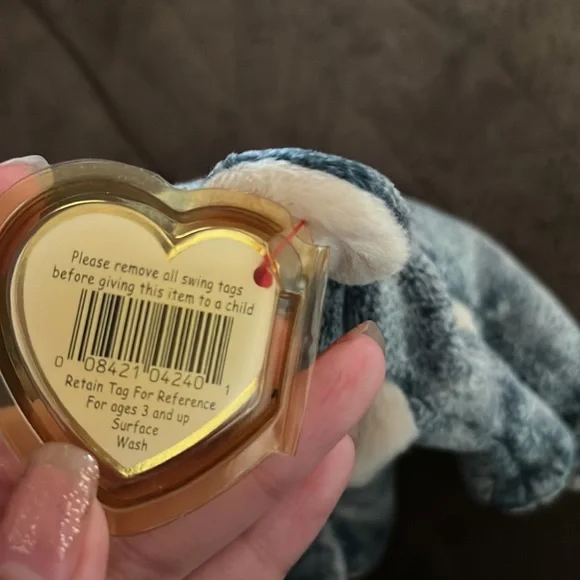 Please remove all swing tags
before giving this item to a child
0 08421 04240 1
Retain Tag For Reference
For ages 3 and up
Surface
Wash